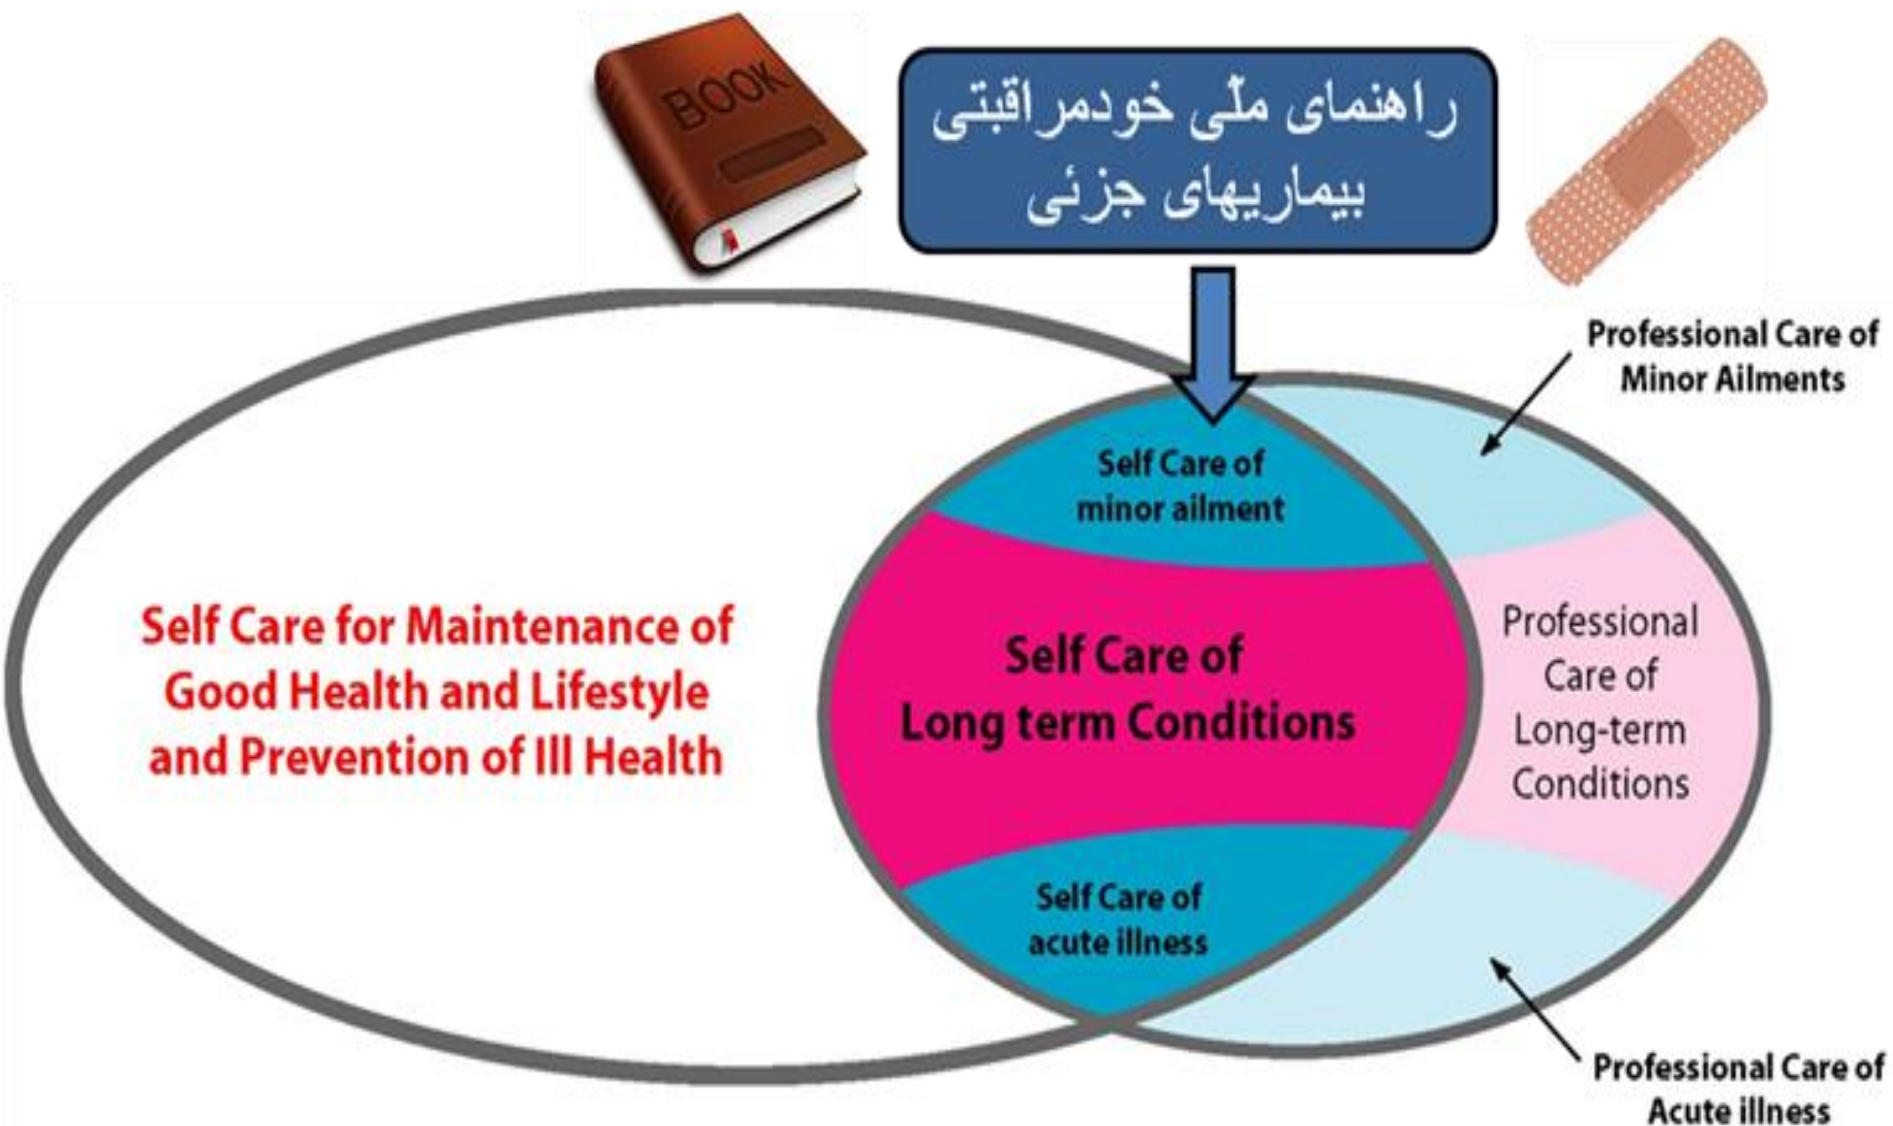 BOOK
راهنمای ملّی خودمراقبتی
بیماریهای جزئی
Professional Care of
Minor Ailments
Self Care of
minor ailment
Self Care for Maintenance of
Good Health and Lifestyle
and Prevention of Ill Health
Self Care of
Long term Conditions
Professional
Care of
Long-term
Conditions
Self Care of
acute illness
Professional Care of
Acute illness